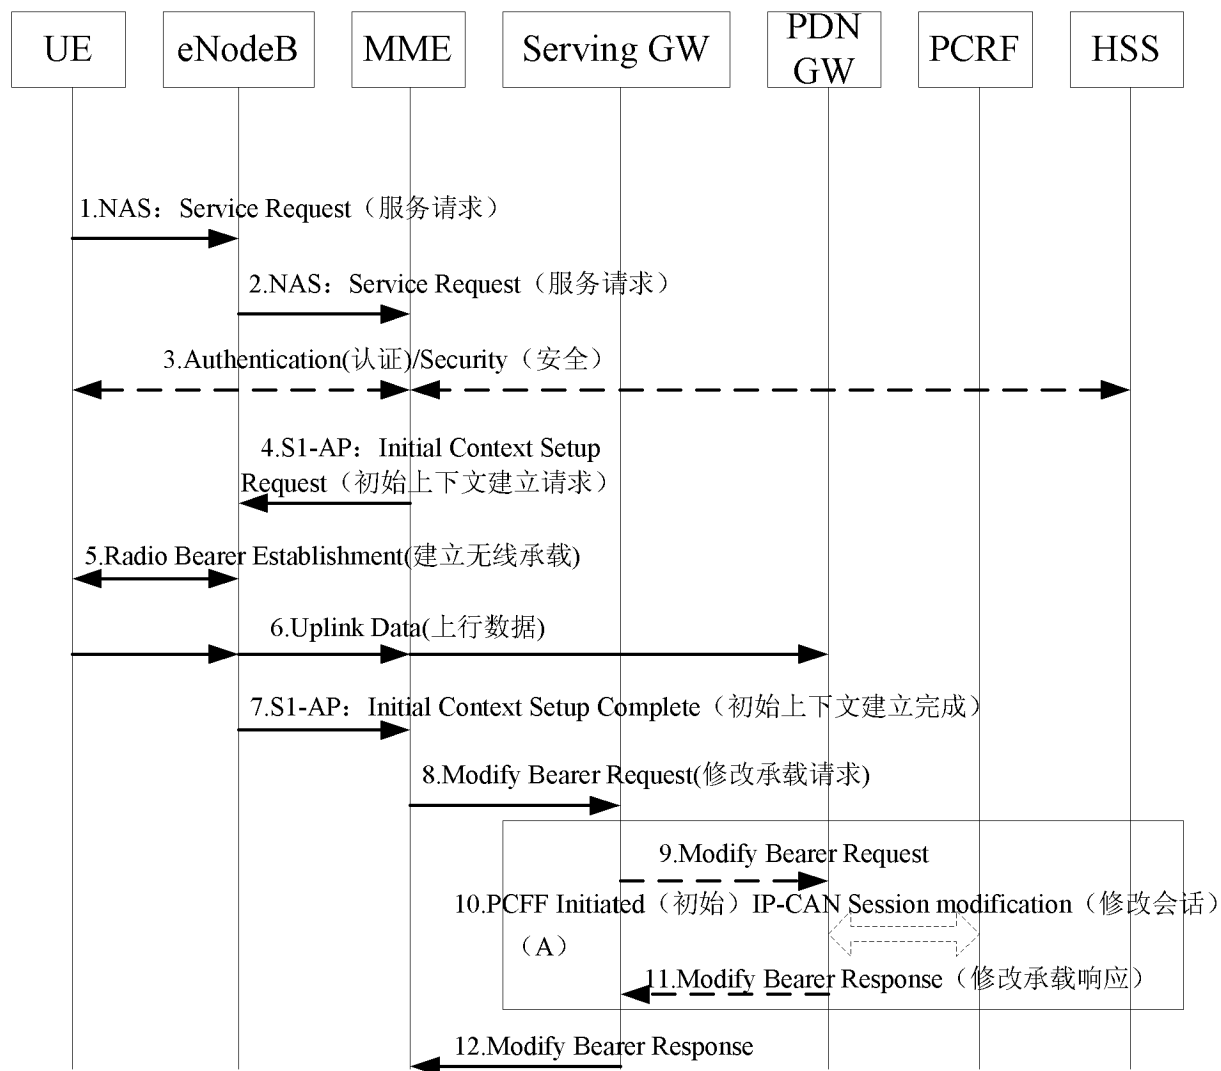 UE
eNodeB
MME
Serving GW
PDN
GW
PCRF
HSS
1.NAS：Service Request（服务请求）
2.NAS：Service Request（服务请求）
3.Authentication(认证)/Security（安全）
4.S1-AP：Initial Context Setup
Request（初始上下文建立请求）
5.Radio Bearer Establishment(建立无线承载)
6.Uplink Data(上行数据)
7.S1-AP：Initial Context Setup Complete（初始上下文建立完成）
8.Modify Bearer Request(修改承载请求)
9.Modify Bearer Request
10.PCFF Initiated（初始）IP-CAN Session modification（修改会话）
（A）
11.Modify Bearer Response（修改承载响应）
12.Modify Bearer Response